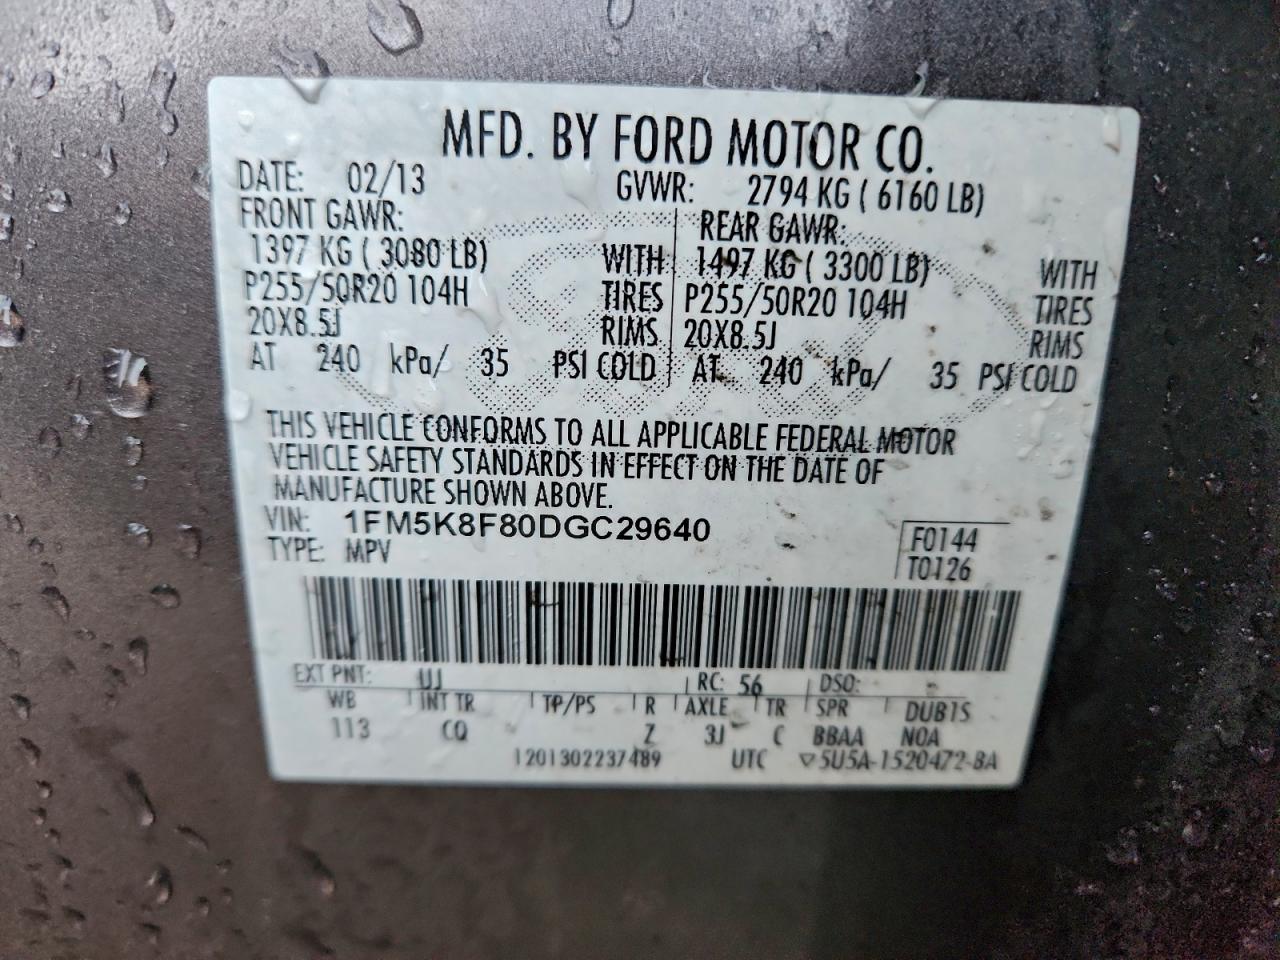 MFD. BY FORD MOTOR CO.
DATE: 02/13 GVWR: 2794 KG ( 6160 LB)
FRONT GAWR: REAR GAWR:
1397 KG ( 3080 LB) WITH 1497 KG ( 3300 LB) WITH
P255/50R20 104H TIRES P255/50R20 104H TIRES
20X8.5J RIMS 20X8.5J RIMS
AT 240 kPa/ 35 PSI COLD AT 240 kPa/ 35 PSI COLD
THIS VEHICLE CONFORMS TO ALL APPLICABLE FEDERAL MOTOR
VEHICLE SAFETY STANDARDS IN EFFECT ON THE DATE OF
MANUFACTURE SHOWN ABOVE.
VIN: 1FM5K8F80DGC29640 F0144
TYPE: MPV T0126
EXT PNT: UJ RC: 56 DSO:
WB INT TR TP/PS R AXLE TR SPR DUBTS
113 CQ Z 3J C BBAA NOA
1201302237489 UTC ▽5U5A-1520472-BA